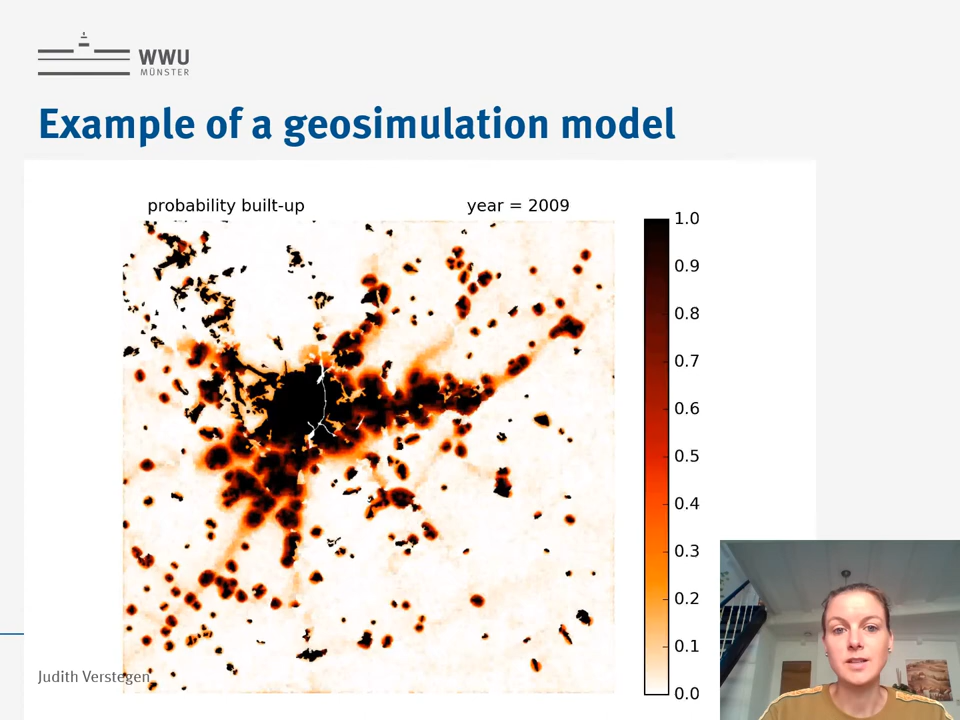 WWU
MÜNSTER
Example of a geosimulation model
probability built-up
year = 2009
1.0
0.9
0.8
0.7
0.6
0.5
0.4
0.3
0.2
0.1
0.0
Judith Verstegen